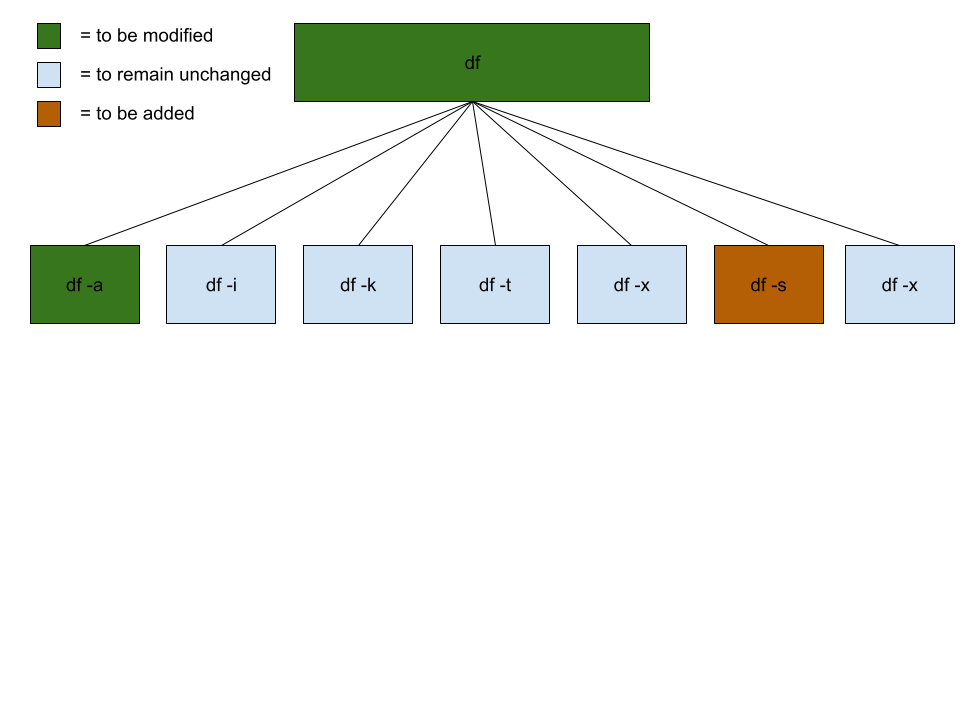 = to be modified
= to remain unchanged
= to be added
df
df -a
df -i
df -k
df -t
df -x
df -s
df -x